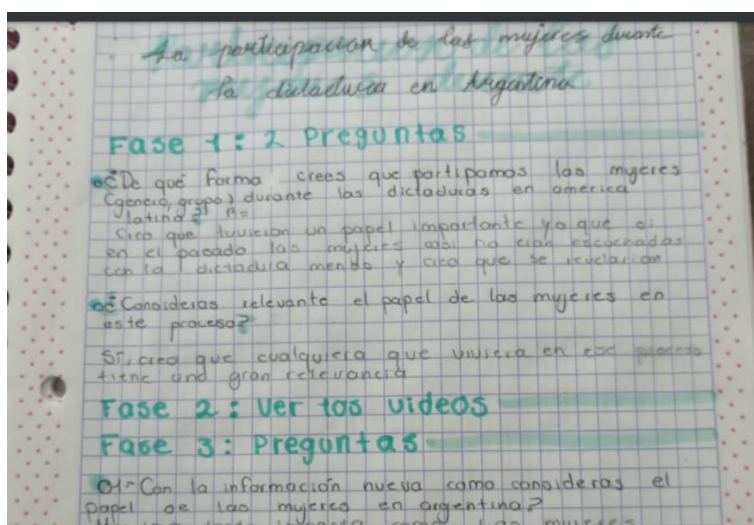 La participacion de las mujeres durante
la dictadura en Argentina
Fase 1: 2 Preguntas
¿De qué forma crees que partipamos las mujeres
(genero, grupo) durante las dictaduras en america
latina? R=
Creo que tuvieron un papel importante ya que si
en el pasado las mujeres casi no eran escuchadas
con la dictadura menos y creo que se revelaron
¿Consideras relevante el papel de las mujeres en
este proceso?
Sí, creo que cualquiera que viviera en ese proceso
tiene una gran relevancia
Fase 2: Ver los videos
Fase 3: Preguntas
01- Con la información nueva como consideras el
papel de las mujeres en argentina?